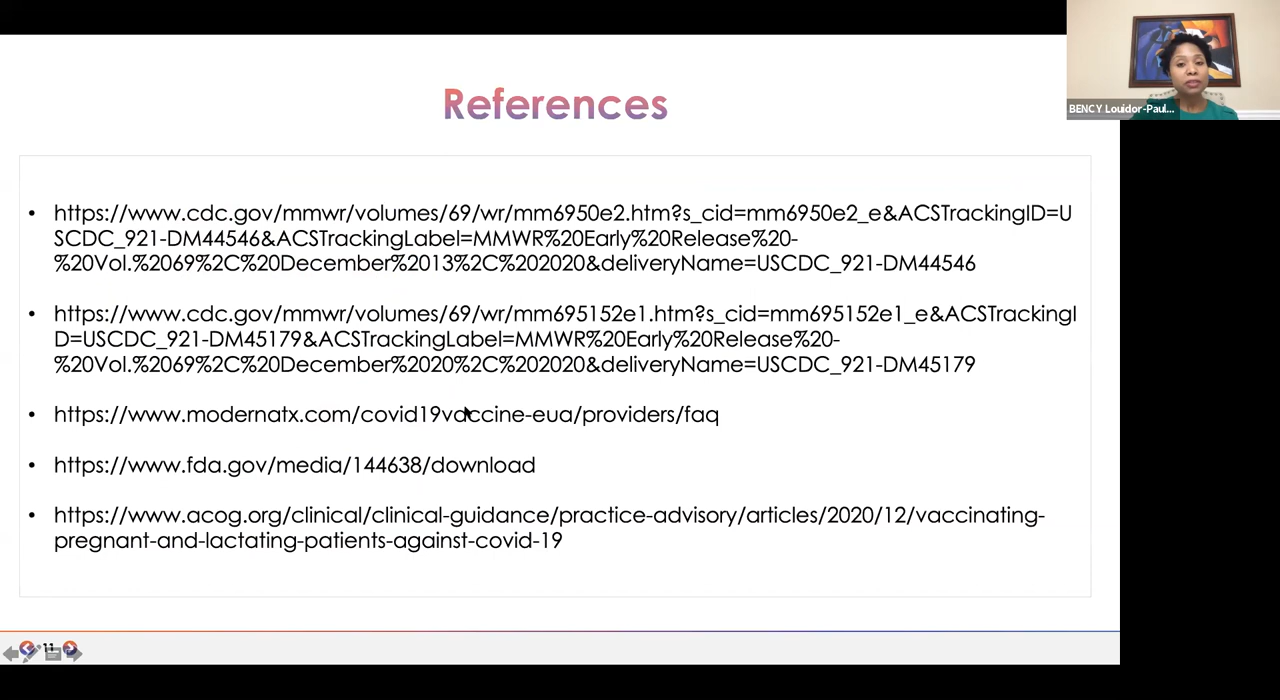 References
BENCY Louidor-Paul...
• https://www.cdc.gov/mmwr/volumes/69/wr/mm6950e2.htm?s_cid=mm6950e2_e&ACSTrackingID=U
SCDC_921-DM44546&ACSTrackingLabel=MMWR%20Early%20Release%20-
%20Vol.%2069%2C%20December%2013%2C%202020&deliveryName=USCDC_921-DM44546
• https://www.cdc.gov/mmwr/volumes/69/wr/mm695152e1.htm?s_cid=mm695152e1_e&ACSTrackingI
D=USCDC_921-DM45179&ACSTrackingLabel=MMWR%20Early%20Release%20-
%20Vol.%2069%2C%20December%2020%2C%202020&deliveryName=USCDC_921-DM45179
• https://www.modernatx.com/covid19vaccine-eua/providers/faq
• https://www.fda.gov/media/144638/download
• https://www.acog.org/clinical/clinical-guidance/practice-advisory/articles/2020/12/vaccinating-
pregnant-and-lactating-patients-against-covid-19
11